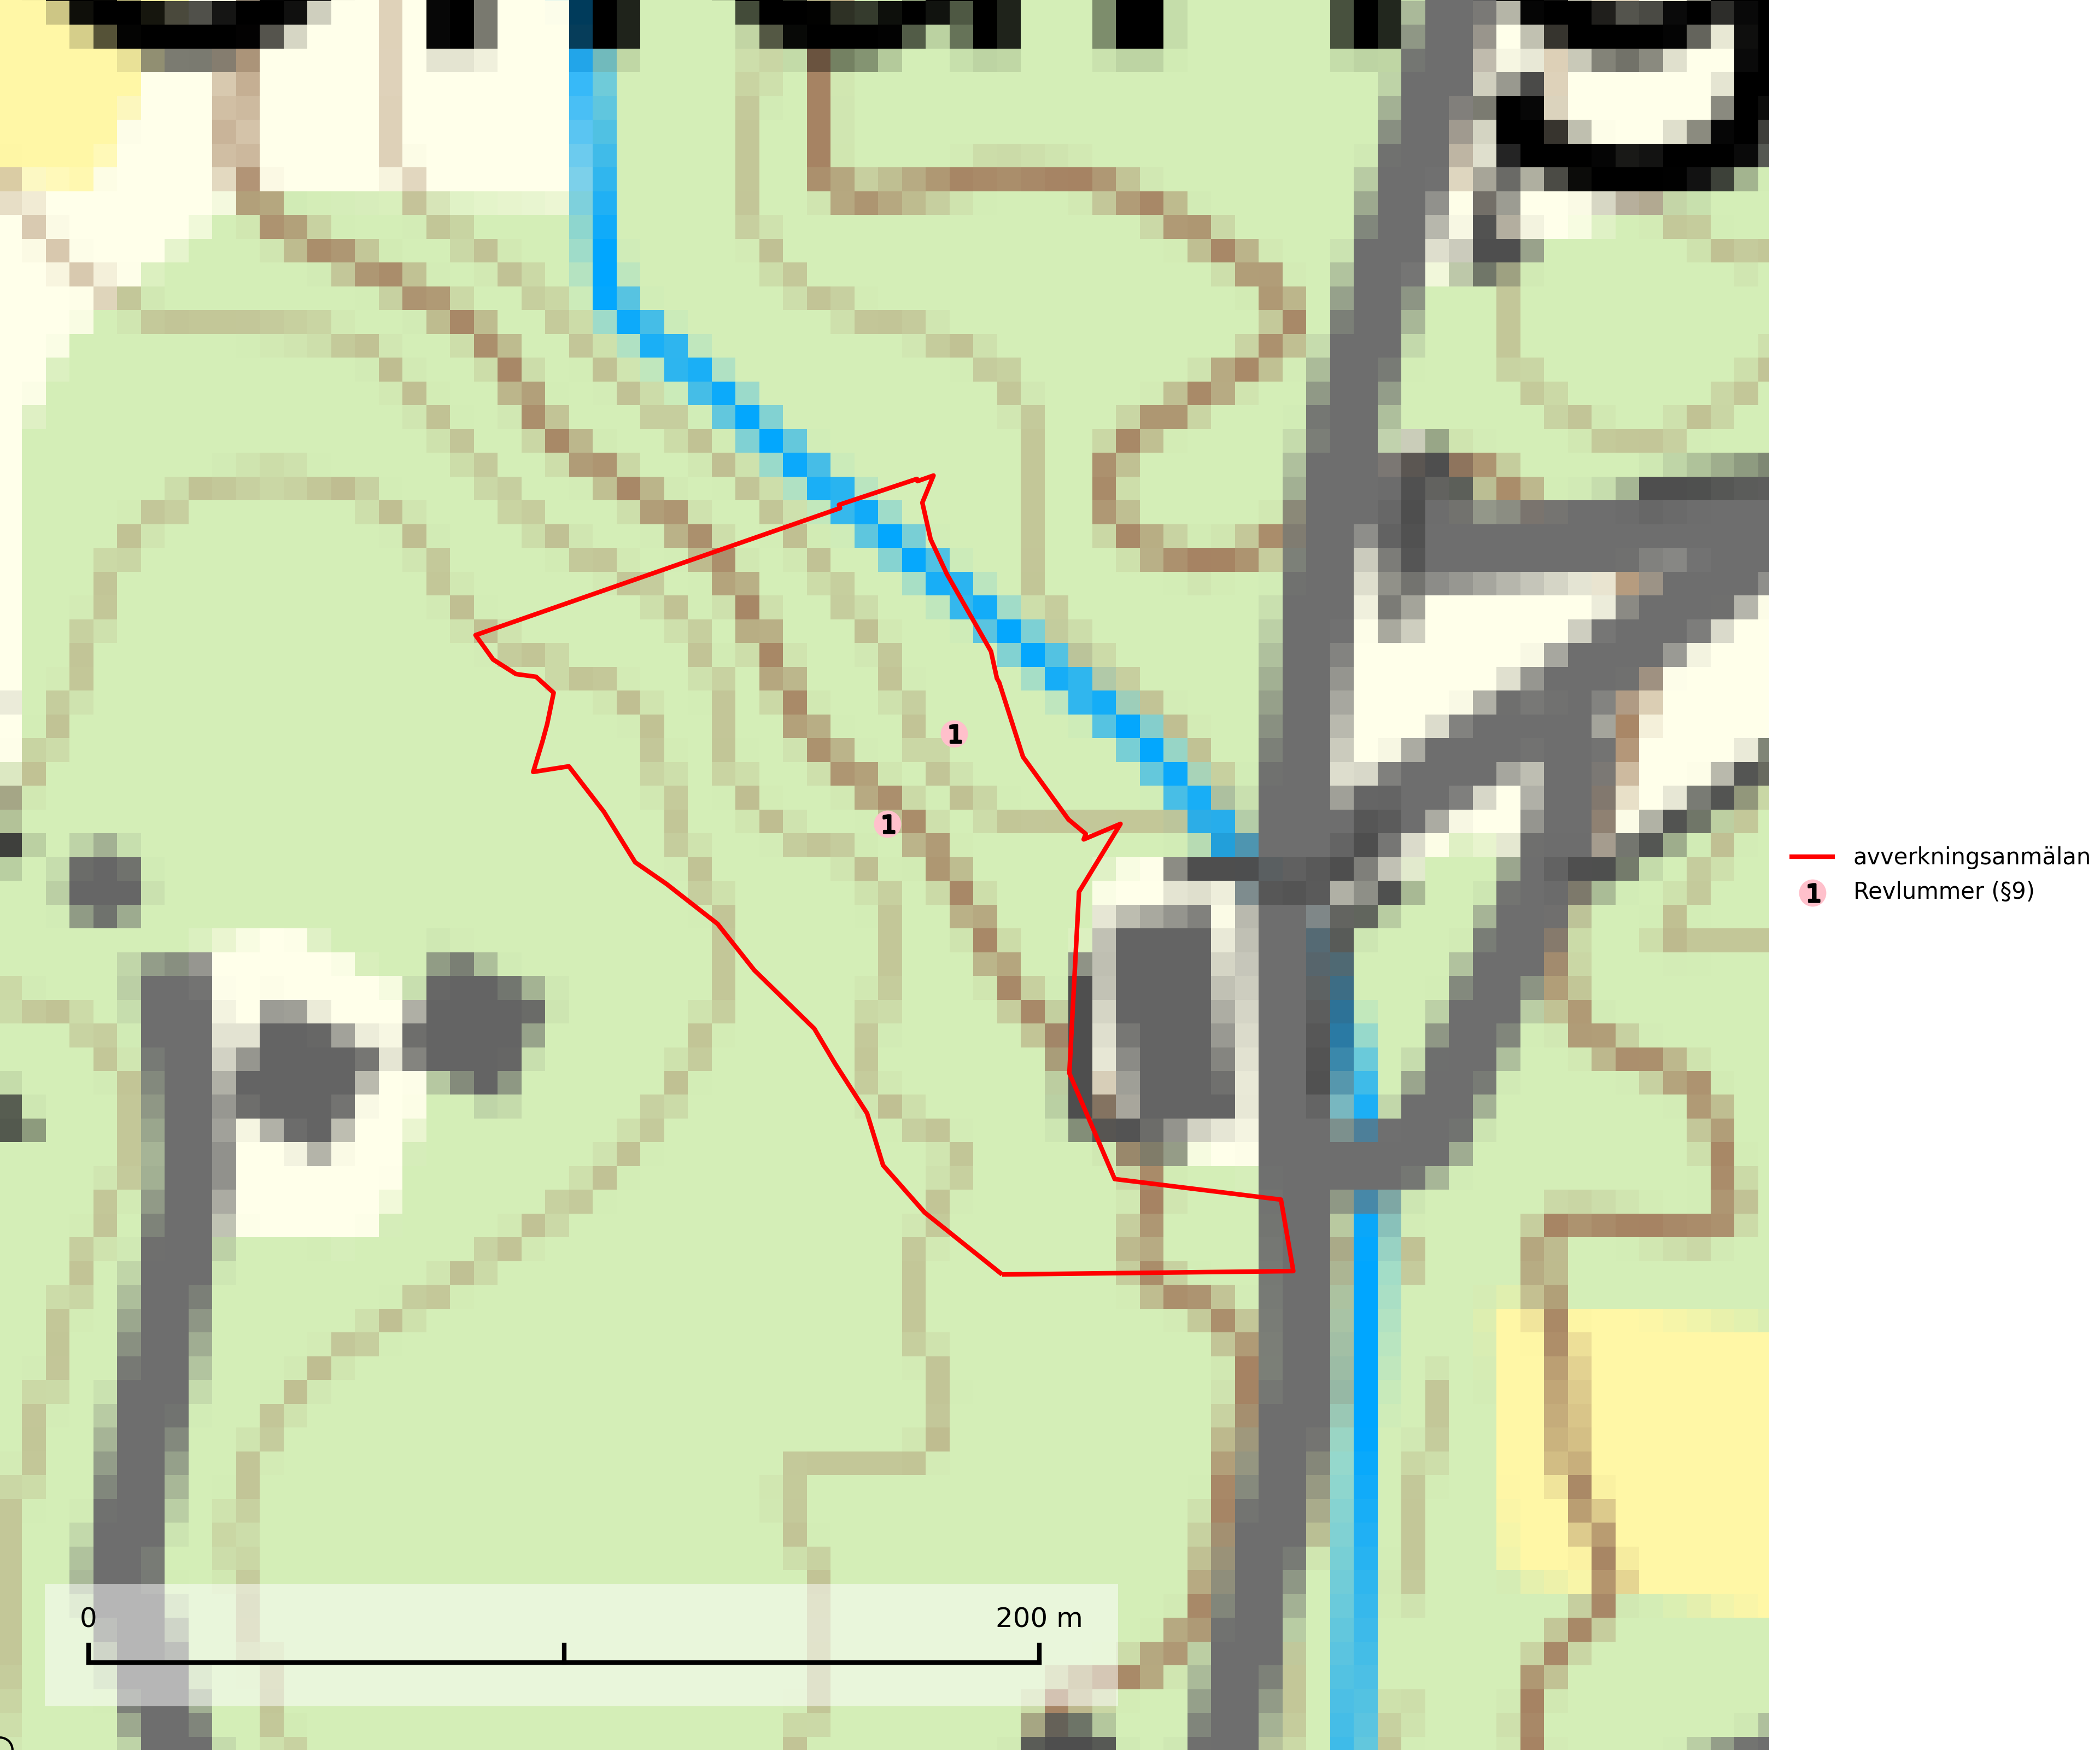 1
1
avverkningsanmälan
1 Revlummer (§9)
0 200 m